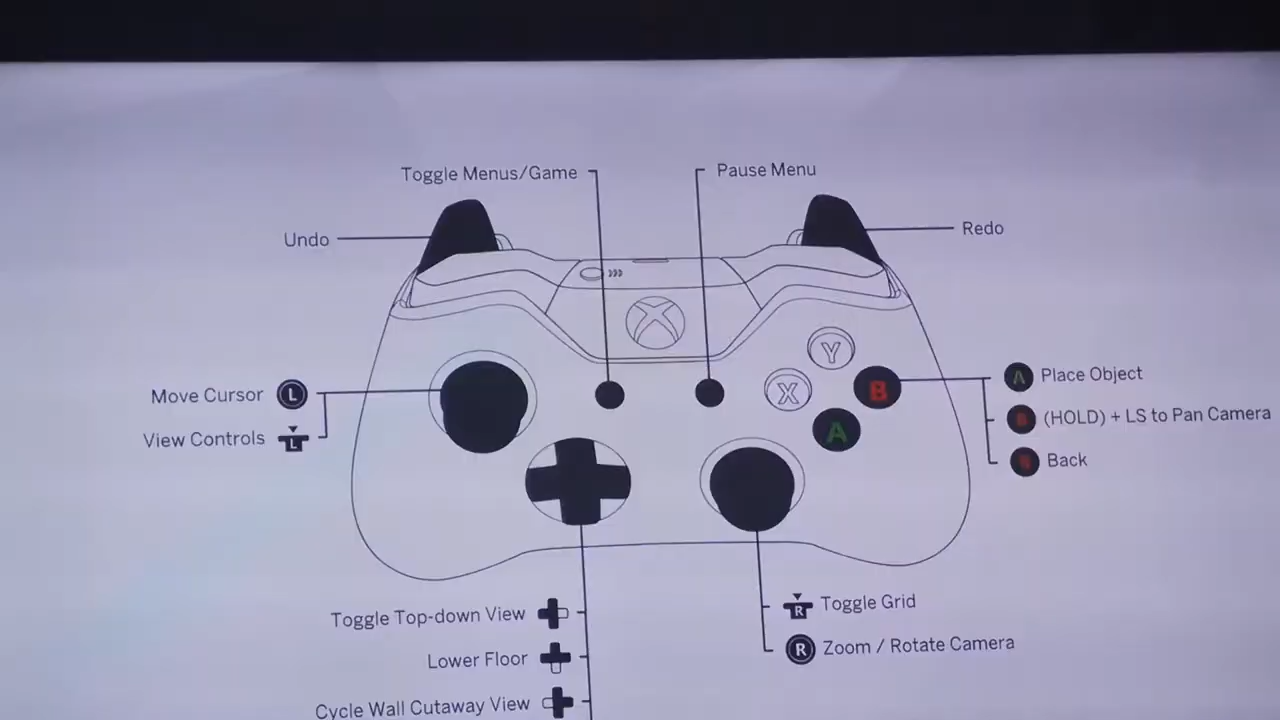 Toggle Menus/Game
Pause Menu
Undo
Redo
Y
X
B
A
Move Cursor L
View Controls L
A Place Object
B (HOLD) + LS to Pan Camera
B Back
Toggle Top-down View
Lower Floor
Cycle Wall Cutaway View
R Toggle Grid
R Zoom / Rotate Camera